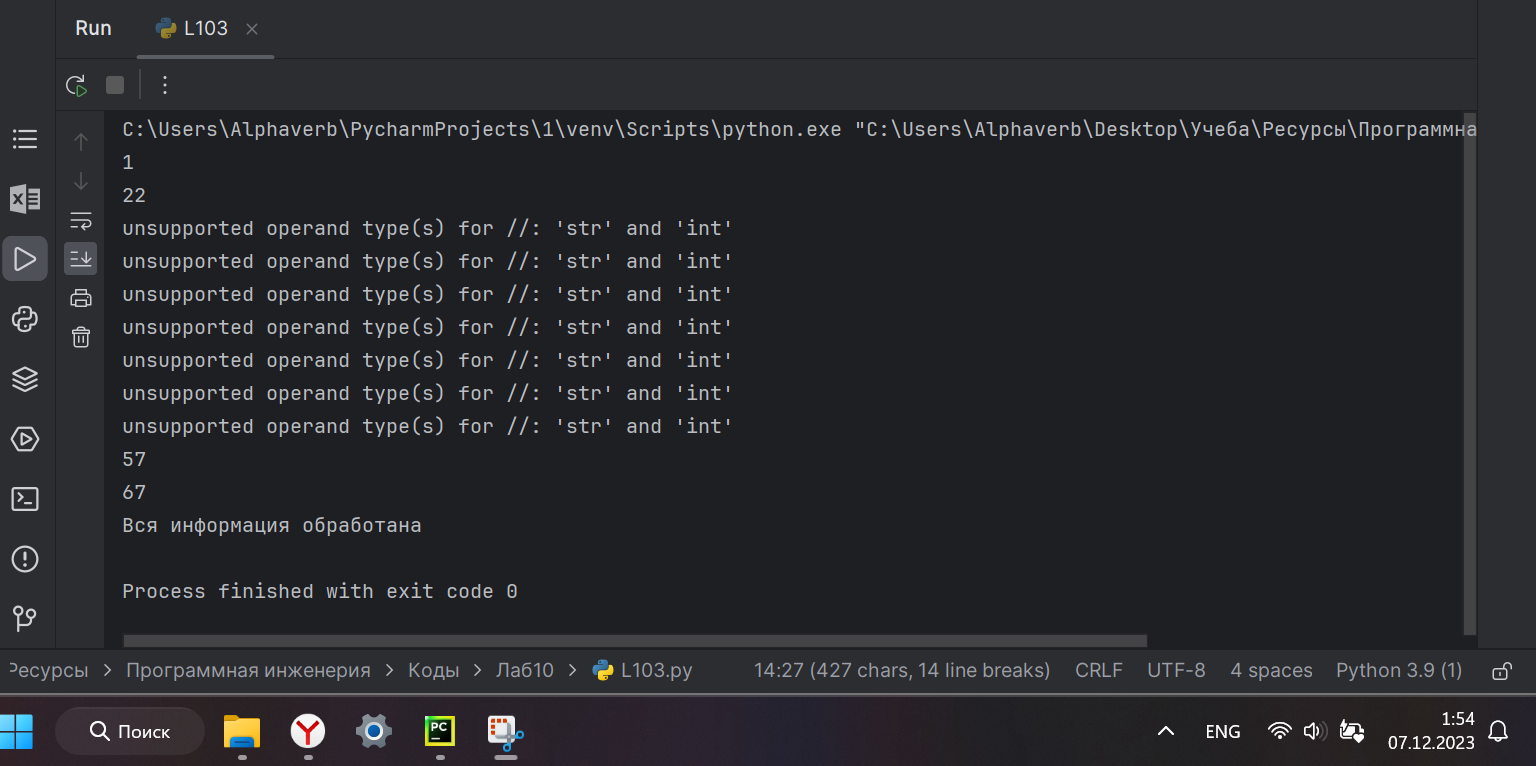 Run L103
C:\Users\Alphaverb\PycharmProjects\1\venv\Scripts\python.exe "C:\Users\Alphaverb\Desktop\Учеба\Ресурсы\Программна
1
22
unsupported operand type(s) for //: 'str' and 'int'
unsupported operand type(s) for //: 'str' and 'int'
unsupported operand type(s) for //: 'str' and 'int'
unsupported operand type(s) for //: 'str' and 'int'
unsupported operand type(s) for //: 'str' and 'int'
unsupported operand type(s) for //: 'str' and 'int'
unsupported operand type(s) for //: 'str' and 'int'
57
67
Вся информация обработана
Process finished with exit code 0
Ресурсы > Программная инженерия > Коды > Лаб10 > L103.py 14:27 (427 chars, 14 line breaks) CRLF UTF-8 4 spaces Python 3.9 (1)
Поиск PC ENG 1:54
07.12.2023